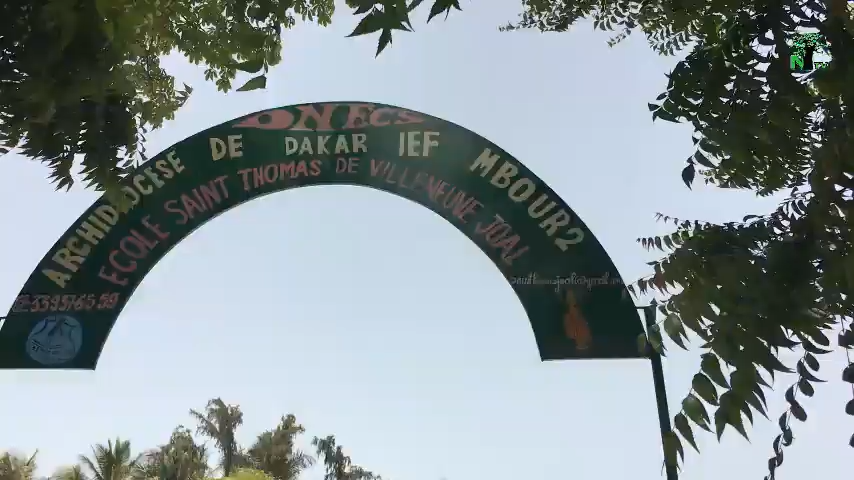 ONECS
ARCHIDIOCESE DE DAKAR IEF MBOUR2
ECOLE SAINT THOMAS DE VILLENEUVE JOAL